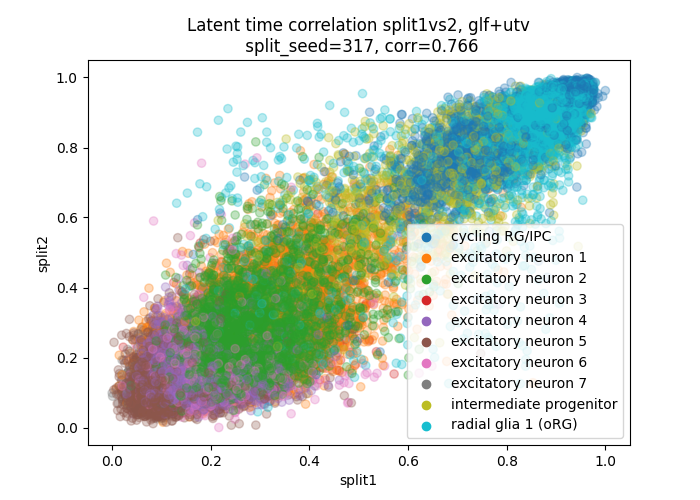 Latent time correlation split1vs2, glf+utv
split_seed=317, corr=0.766
1.0
0.8
0.6
0.4
0.2
0.0
split2
cycling RG/IPC
excitatory neuron 1
excitatory neuron 2
excitatory neuron 3
excitatory neuron 4
excitatory neuron 5
excitatory neuron 6
excitatory neuron 7
intermediate progenitor
radial glia 1 (oRG)
0.0 0.2 0.4 0.6 0.8 1.0
split1